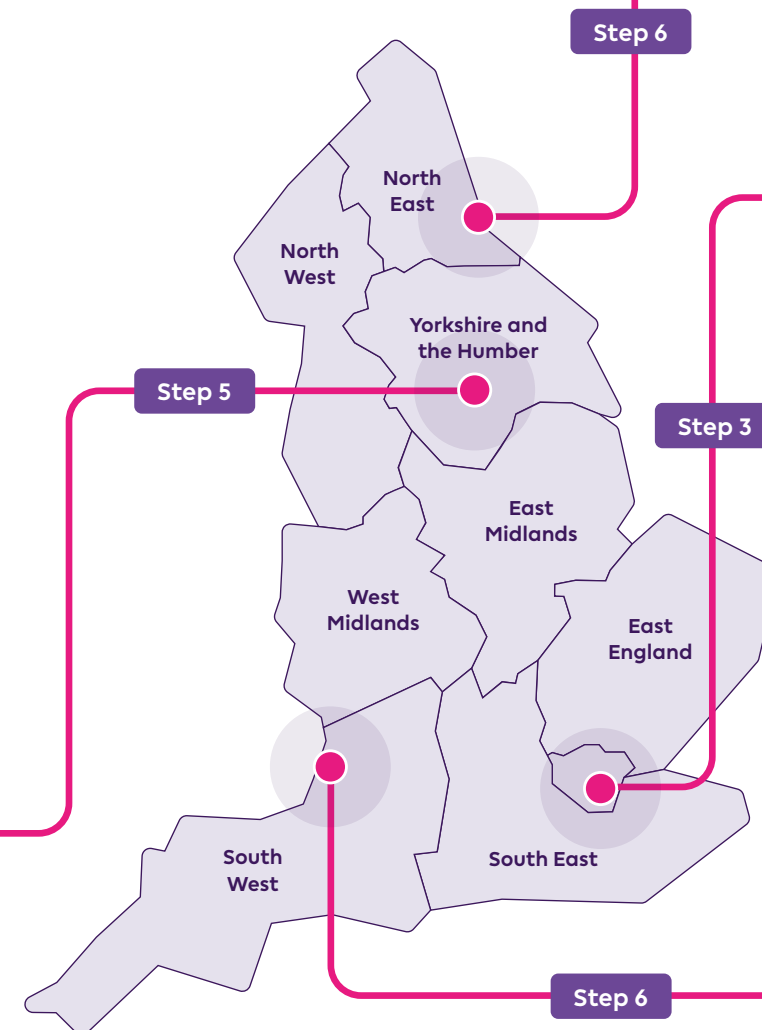 Step 6
North
East
North
West
Yorkshire and
the Humber
Step 5
Step 3
East
Midlands
West
Midlands
East
England
South
West
South East
Step 6